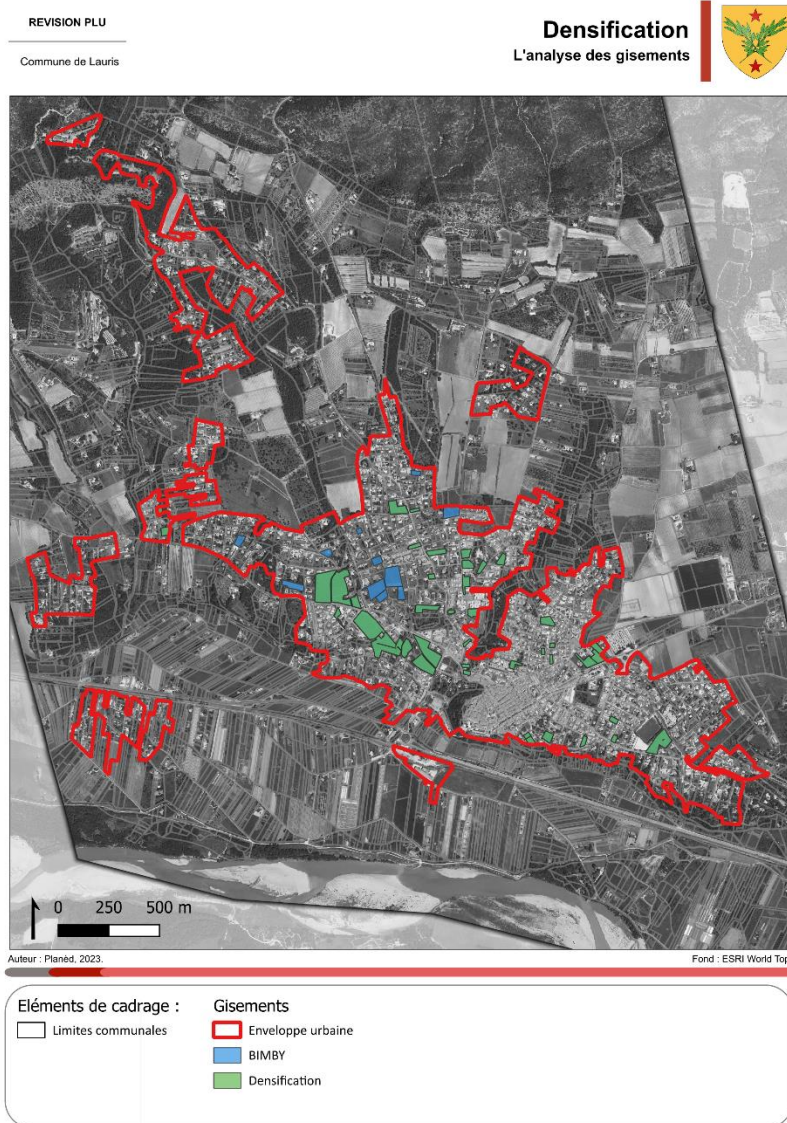 REVISION PLU
Commune de Lauris
Densification
L'analyse des gisements
0 250 500 m
Auteur : Planèd, 2023.
Fond : ESRI World Top
Eléments de cadrage :
Limites communales
Gisements
Enveloppe urbaine
BIMBY
Densification